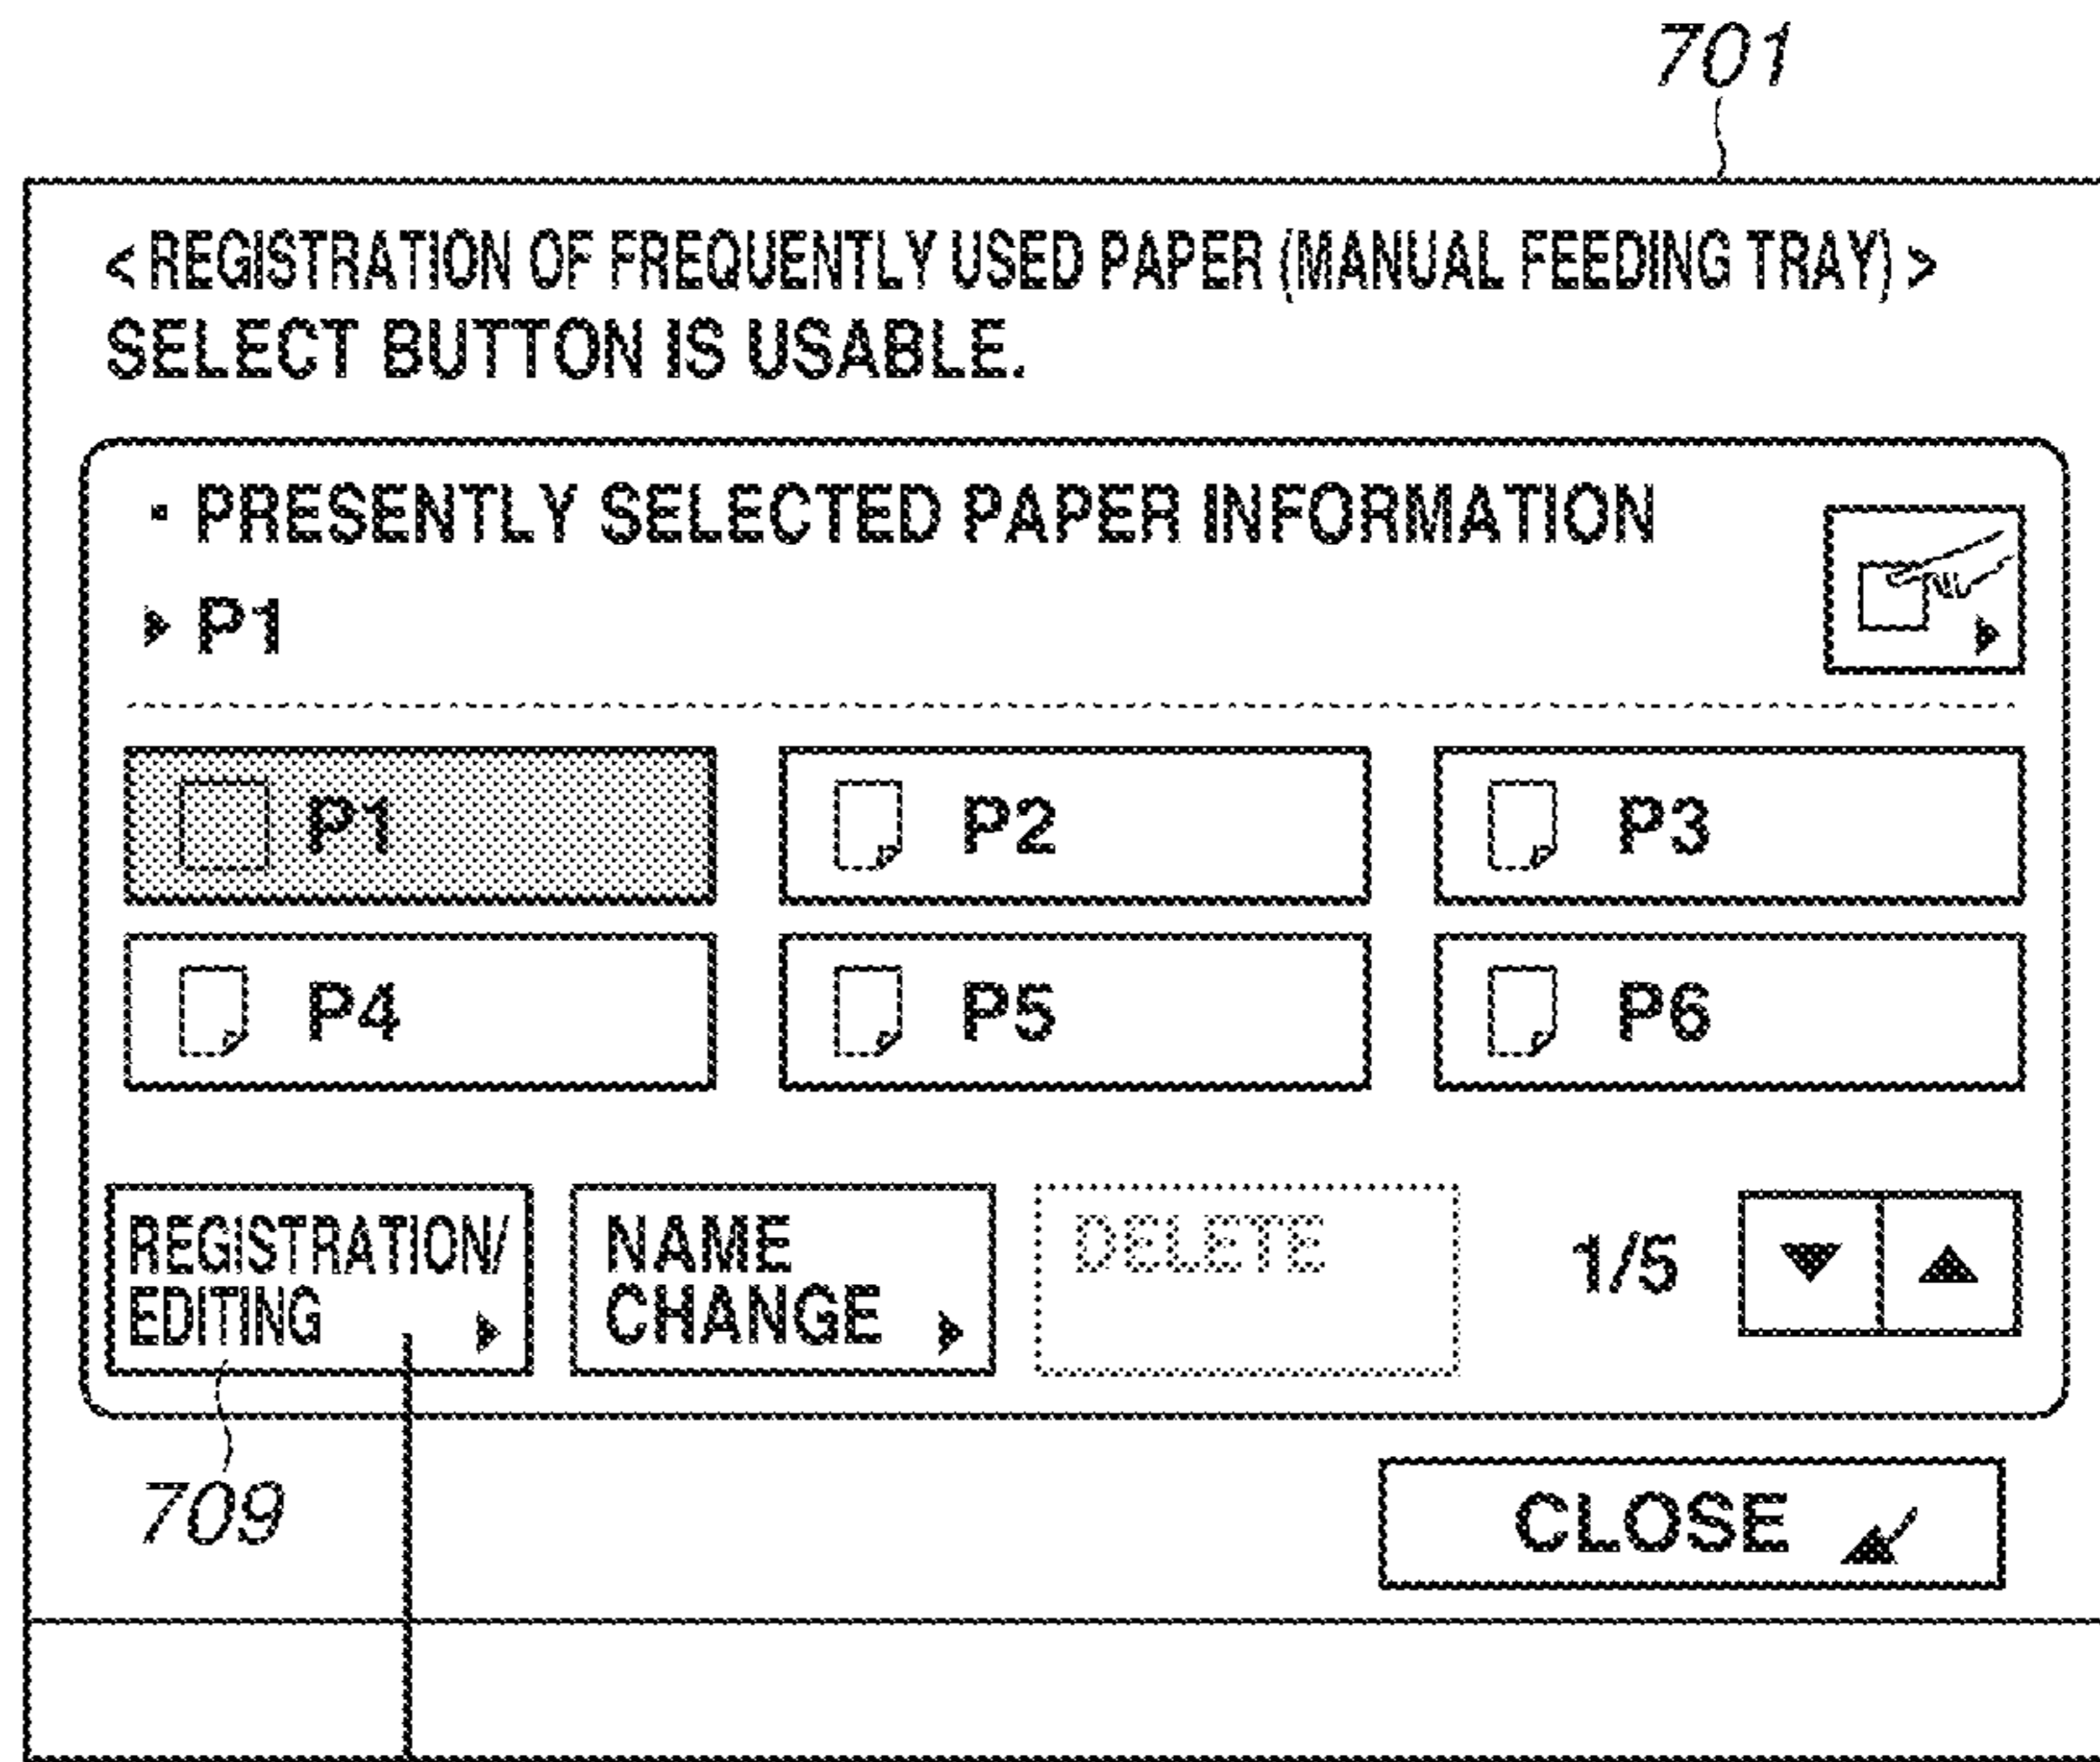 701
< REGISTRATION OF FREQUENTLY USED PAPER (MANUAL FEEDING TRAY) >
SELECT BUTTON IS USABLE.
▪ PRESENTLY SELECTED PAPER INFORMATION
▶ P1
P1
P2
P3
P4
P5
P6
REGISTRATION/
EDITING
NAME
CHANGE
DELETE
1/5
709
CLOSE